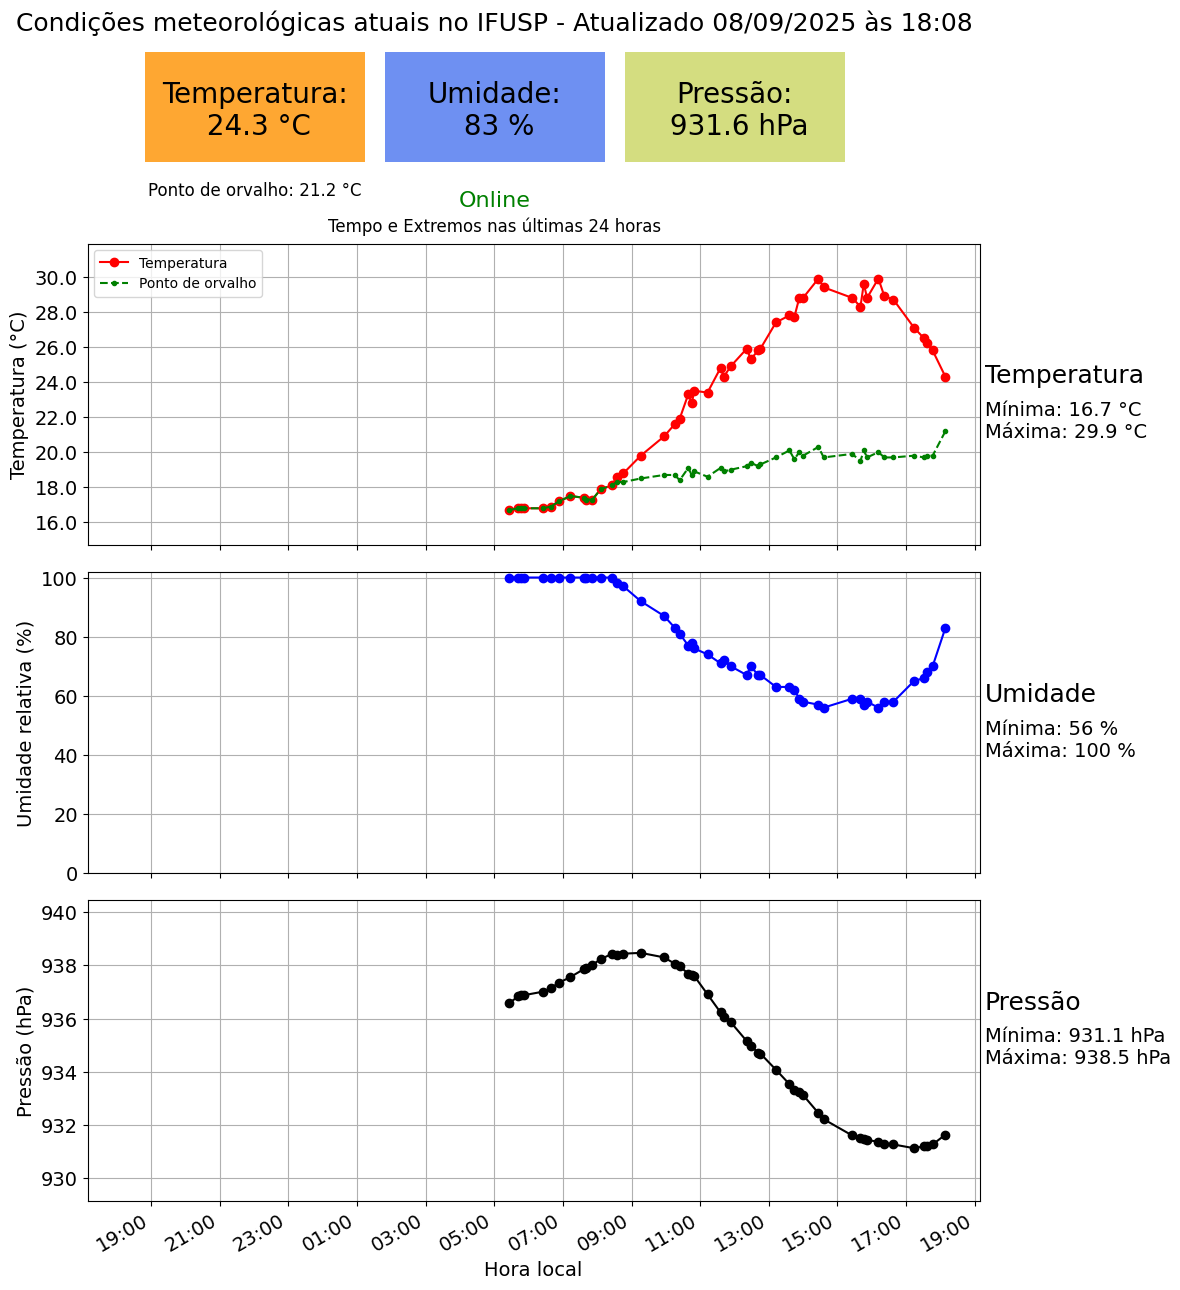 Condições meteorológicas atuais no IFUSP - Atualizado 08/09/2025 às 18:08
Temperatura:
24.3 °C
Umidade:
83 %
Pressão:
931.6 hPa
Ponto de orvalho: 21.2 °C
Online
Tempo e Extremos nas últimas 24 horas
Temperatura
Ponto de orvalho
Temperatura (°C)
30.0
28.0
26.0
24.0
22.0
20.0
18.0
16.0
Temperatura
Mínima: 16.7 °C
Máxima: 29.9 °C
Umidade relativa (%)
100
80
60
40
20
0
Umidade
Mínima: 56 %
Máxima: 100 %
Pressão (hPa)
940
938
936
934
932
930
Pressão
Mínima: 931.1 hPa
Máxima: 938.5 hPa
19:00
21:00
23:00
01:00
03:00
05:00
07:00
09:00
11:00
13:00
15:00
17:00
19:00
Hora local